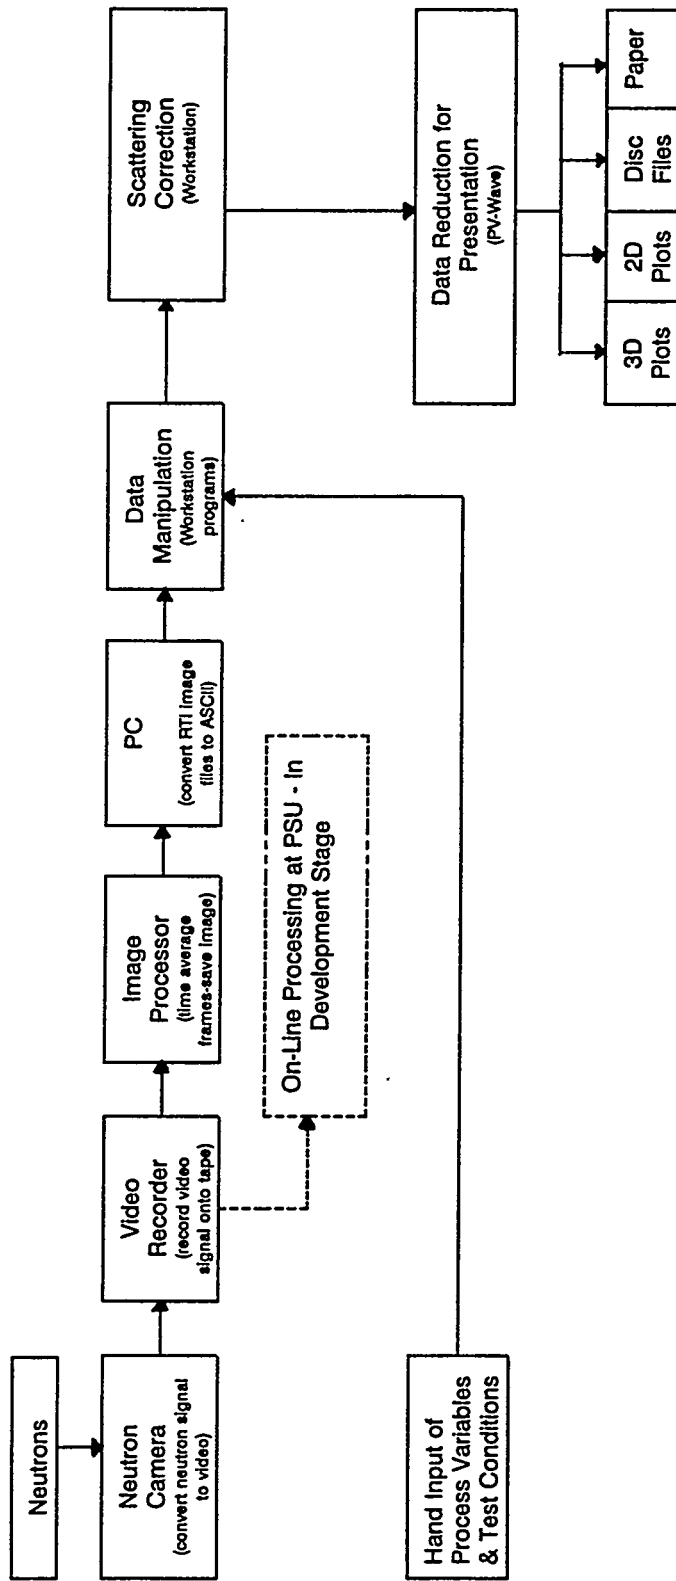 Neutrons
Neutron
Camera
(convert neutron signal
to video)
Video
Recorder
(record video
signal onto tape)
Image
Processor
(time average
frames-save image)
PC
(convert RTI image
files to ASCII)
Data
Manipulation
(Workstation
programs)
Scattering
Correction
(Workstation)
On-Line Processing at PSU - In
Development Stage
Hand Input of
Process Variables
& Test Conditions
Data Reduction for
Presentation
(PV-Wave)
3D
Plots
2D
Plots
Disc
Files
Paper